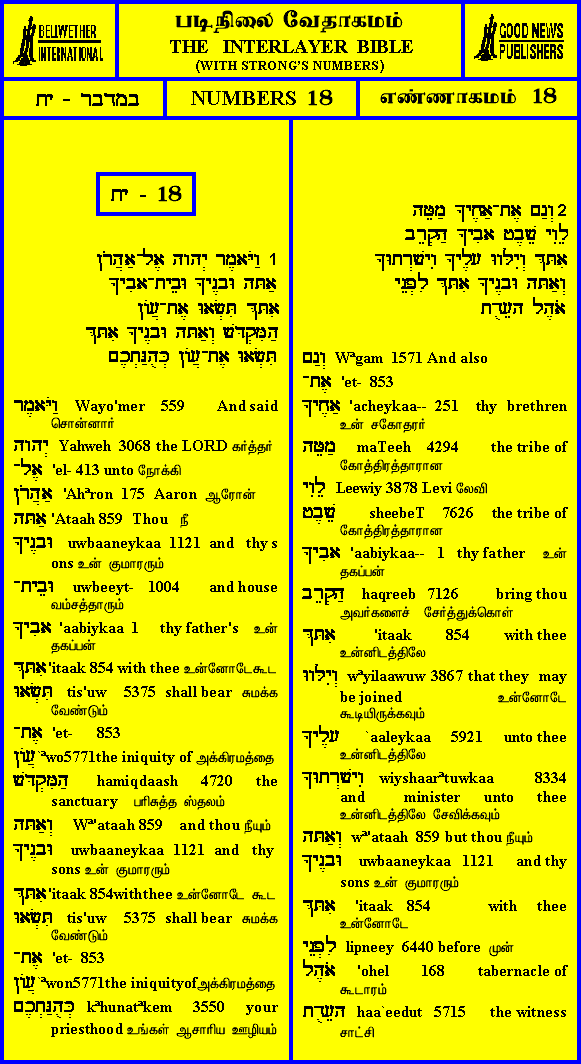 BELLWETHER
INTERNATIONAL
படிநிலை வேதாகமம்
THE INTERLAYER BIBLE
(WITH STRONG'S NUMBERS)
GOOD NEWS
PUBLISHERS
במדבר - יח
NUMBERS 18
எண்ணாகமம் 18
יח - 18
1 וַיֹּאמֶר יְהוָה אֶל־אַהֲרֹן
אַתָּה וּבָנֶיךָ וּבֵית־אָבִיךָ
אִתָּךְ תִּשְׂאוּ אֶת־עֲוֹן
הַמִּקְדָּשׁ וְאַתָּה וּבָנֶיךָ אִתָּךְ
תִּשְׂאוּ אֶת־עֲוֹן כְּהֻנַּתְכֶם
וַיֹּאמֶר Wayo'mer 559 And said
சொன்னார்
יְהוָה Yahweh 3068 the LORD கர்த்தர்
אֶל־ 'el- 413 unto நோக்கி
אַהֲרֹן 'Ahªron 175 Aaron ஆரோன்
אַתָּה 'Ataah 859 Thou நீ
וּבָנֶיךָ uwbaaneykaa 1121 and thy s
ons உன் குமாரரும்
וּבֵית־ uwbeeyt- 1004 and house
வம்சத்தாரும்
אָבִיךָ 'aabiykaa 1 thy father's உன்
தகப்பன்
אִתָּךְ 'itaak 854 with thee உன்னோடேகூட
תִּשְׂאוּ tis'uw 5375 shall bear சுமக்க
வேண்டும்
אֶת־ 'et- 853
עֲוֹן `ªwo5771the iniquity of அக்கிரமத்தை
הַמִּקְדָּשׁ hamiqdaash 4720 the
sanctuary பரிசுத்த ஸ்தலம்
וְאַתָּה Wª'ataah 859 and thou நீயும்
וּבָנֶיךָ uwbaaneykaa 1121 and thy
sons உன் குமாரரும்
אִתָּךְ 'itaak 854withthee உன்னோடே கூட
תִּשְׂאוּ tis'uw 5375 shall bear சுமக்க
வேண்டும்
אֶת־ 'et- 853
עֲוֹן `ªwon5771the iniquityofஅக்கிரமத்தை
כְּהֻנַּתְכֶם kªhunatªkem 3550 your
priesthood உங்கள் ஆசாரிய ஊழியம்
2 וְגַם אֶת־אַחֶיךָ מַטֵּה
לֵוִי שֵׁבֶט אָבִיךָ הַקְרֵב
אִתָּךְ וְיִלָּווּ עָלֶיךָ וִישָׁרְתוּךָ
וְאַתָּה וּבָנֶיךָ אִתָּךְ לִפְנֵי
אֹהֶל הָעֵדֻת
וְגַם Wªgam 1571 And also
אֶת־ 'et- 853
אַחֶיךָ 'acheykaa-- 251 thy brethren
உன் சகோதரர்
מַטֵּה maTeeh 4294 the tribe of
கோத்திரத்தாரான
לֵוִי Leewiy 3878 Levi லேவி
שֵׁבֶט sheebeT 7626 the tribe of
கோத்திரத்தாரான
אָבִיךָ 'aabiykaa-- 1 thy father உன்
தகப்பன்
הַקְרֵב haqreeb 7126 bring thou
அவர்களைச் சேர்த்துக்கொள்
אִתָּךְ 'itaak 854 with thee
உன்னிடத்திலே
וְיִלָּווּ wªyilaawuw 3867 that they may
be joined உன்னோடே
கூடியிருக்கவும்
עָלֶיךָ `aaleykaa 5921 unto thee
உன்னிடத்திலே
וִישָׁרְתוּךָ wiyshaarªtuwkaa 8334
and minister unto thee
உன்னிடத்திலே சேவிக்கவும்
וְאַתָּה wª'ataah 859 but thou நீயும்
וּבָנֶיךָ uwbaaneykaa 1121 and thy
sons உன் குமாரரும்
אִתָּךְ 'itaak 854 with thee
உன்னோடே
לִפְנֵי lipneey 6440 before முன்
אֹהֶל 'ohel 168 tabernacle of
கூடாரம்
הָעֵדֻת haa`eedut 5715 the witness
சாட்சி